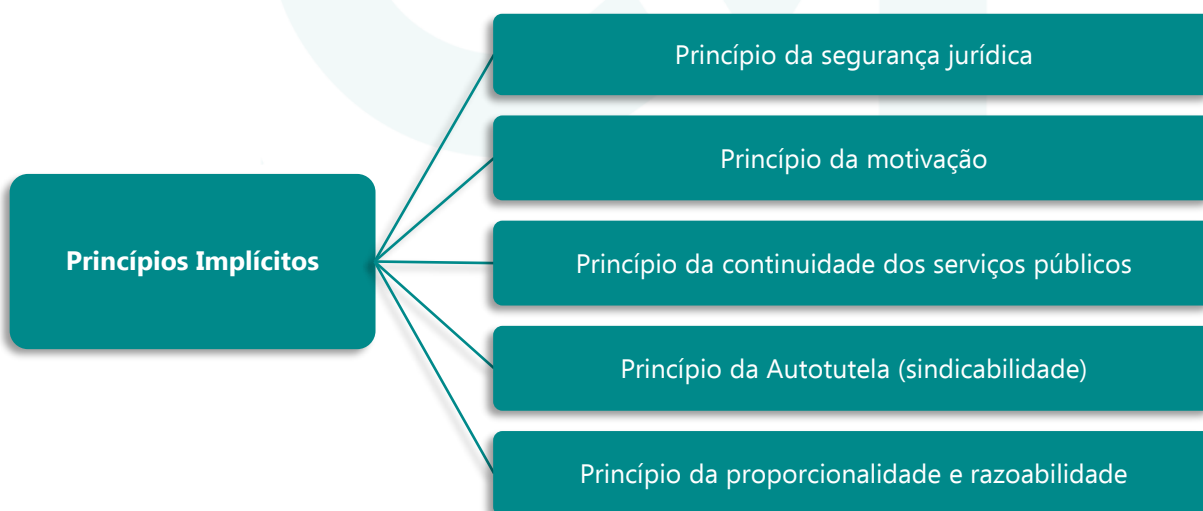 Princípio da segurança jurídica
Princípio da motivação
Princípios Implícitos
Princípio da continuidade dos serviços públicos
Princípio da Autotutela (sindicabilidade)
Princípio da proporcionalidade e razoabilidade